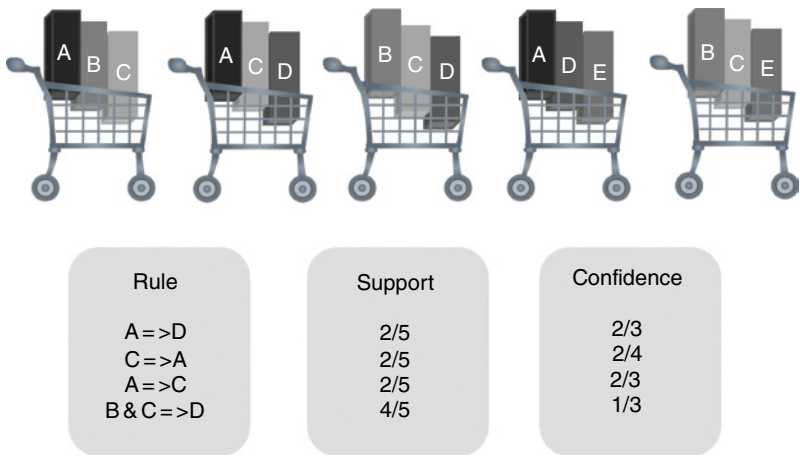 A B C
A C D
B C D
A D E
B C E
Rule
A = >D
C = >A
A = >C
B & C = >D
Support
2/5
2/5
2/5
4/5
Confidence
2/3
2/4
2/3
1/3